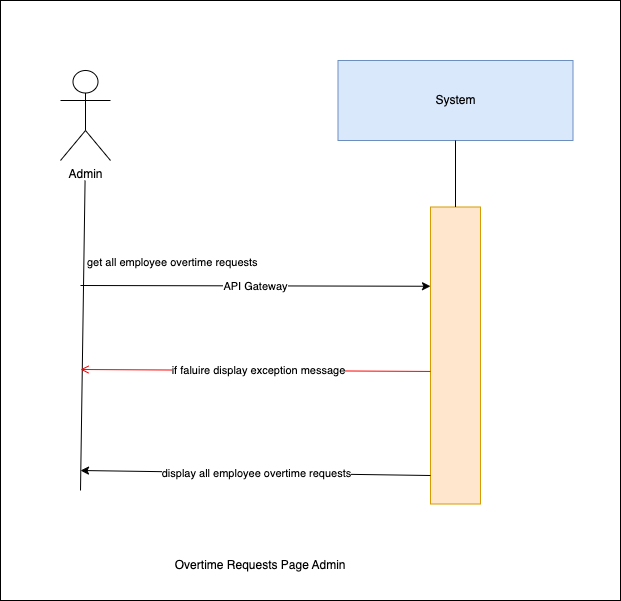 System
Admin
get all employee overtime requests
API Gateway
if faluire display exception message
display all employee overtime requests
Overtime Requests Page Admin